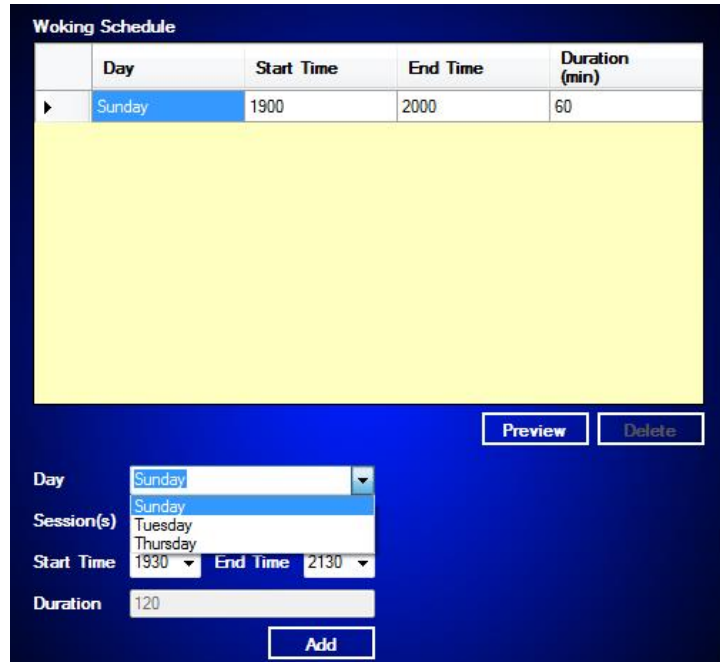 Woking Schedule
Day Start Time End Time Duration (min)
Sunday 1900 2000 60
Preview Delete
Day Sunday
Sunday
Session(s) Tuesday
Thursday
Start Time 1930 End Time 2130
Duration 120
Add